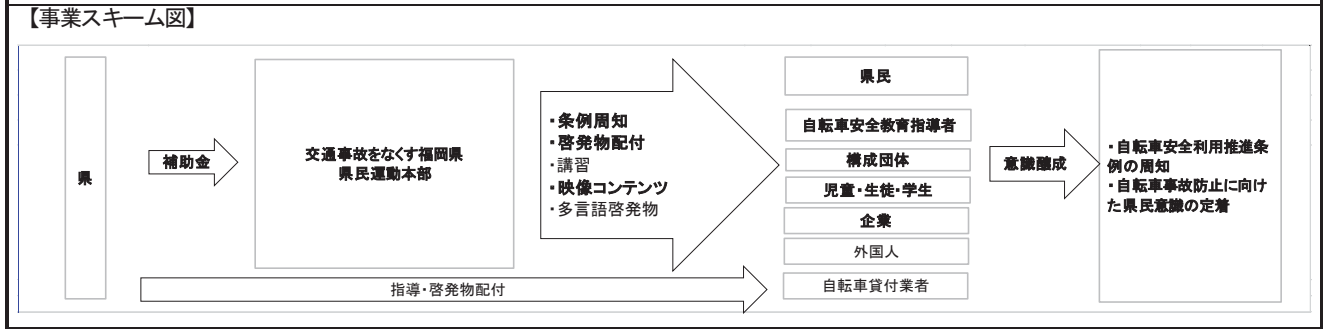 【事業スキーム図】
県
補助金
交通事故をなくす福岡県
県民運動本部
・条例周知
・啓発物配付
・講習
・映像コンテンツ
・多言語啓発物
指導・啓発物配付
県民
自転車安全教育指導者
構成団体
児童・生徒・学生
企業
外国人
自転車貸付業者
意識醸成
・自転車安全利用推進条
例の周知
・自転車事故防止に向け
た県民意識の定着